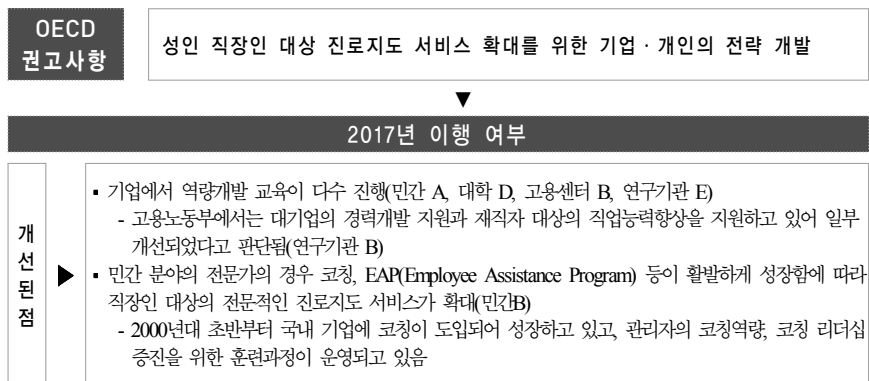 OECD
권고사항
성인 직장인 대상 진로지도 서비스 확대를 위한 기업 · 개인의 전략 개발
▼
2017년 이행 여부
개
선
된
점
▶
▪ 기업에서 역량개발 교육이 다수 진행(민간 A, 대학 D, 고용센터 B, 연구기관 E)
- 고용노동부에서는 대기업의 경력개발 지원과 재직자 대상의 직업능력향상을 지원하고 있어 일부
개선되었다고 판단됨(연구기관 B)
▪ 민간 분야의 전문가의 경우 코칭, EAP(Employee Assistance Program) 등이 활발하게 성장함에 따라
직장인 대상의 전문적인 진로지도 서비스가 확대(민간B)
- 2000년대 초반부터 국내 기업에 코칭이 도입되어 성장하고 있고, 관리자의 코칭역량, 코칭 리더십
증진을 위한 훈련과정이 운영되고 있음